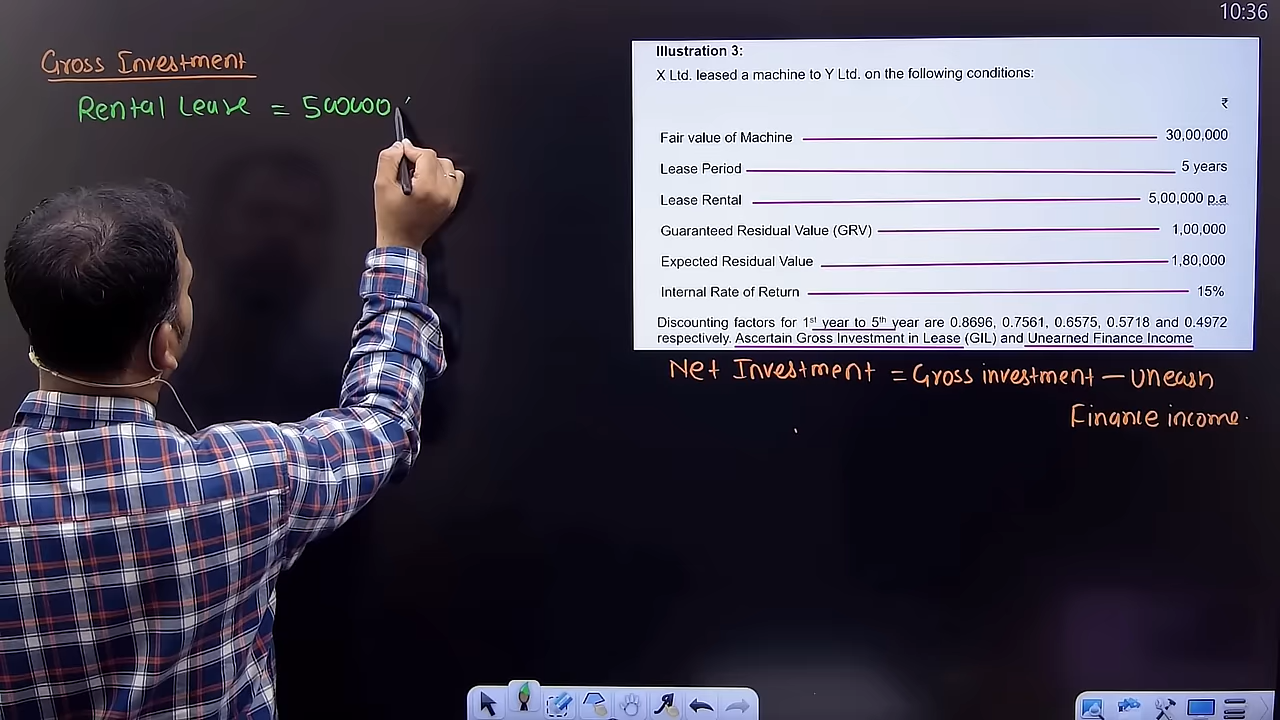 10:36
Gross Investment
Rental Lease = 500000
Illustration 3:
X Ltd. leased a machine to Y Ltd. on the following conditions:
₹
Fair value of Machine 30,00,000
Lease Period 5 years
Lease Rental 5,00,000 p.a
Guaranteed Residual Value (GRV) 1,00,000
Expected Residual Value 1,80,000
Internal Rate of Return 15%
Discounting factors for 1st year to 5th year are 0.8696, 0.7561, 0.6575, 0.5718 and 0.4972
respectively. Ascertain Gross Investment in Lease (GIL) and Unearned Finance Income
Net Investment = Gross investment — Unearn
Finance income.